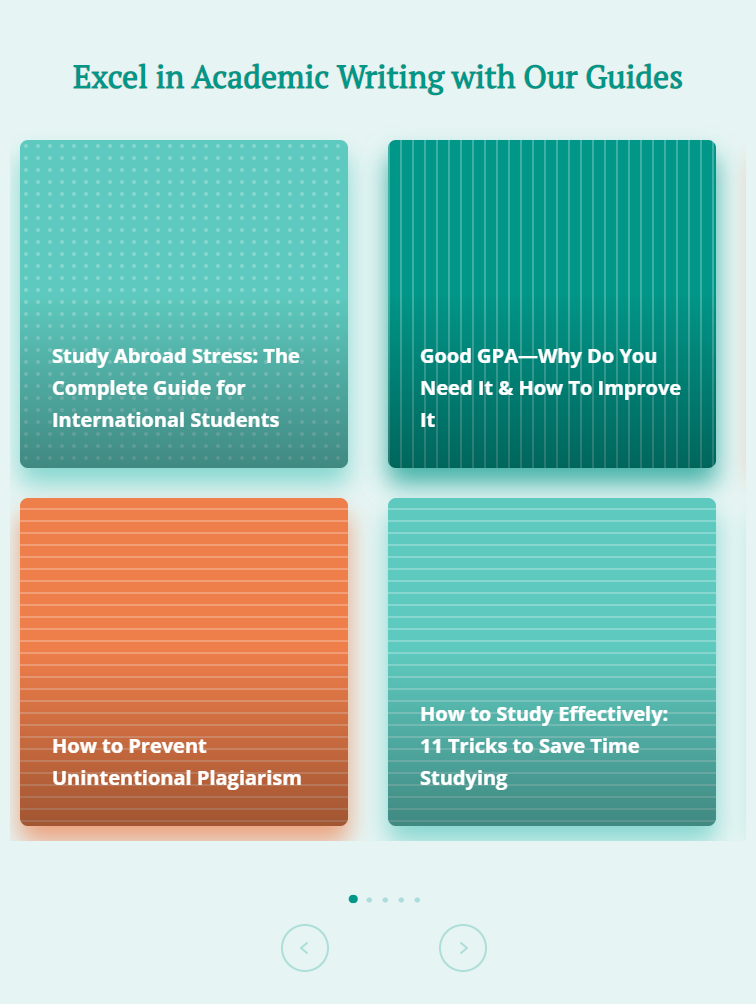 Excel in Academic Writing with Our Guides
Study Abroad Stress: The
Complete Guide for
International Students
Good GPA—Why Do You
Need It & How To Improve
It
How to Prevent
Unintentional Plagiarism
How to Study Effectively:
11 Tricks to Save Time
Studying